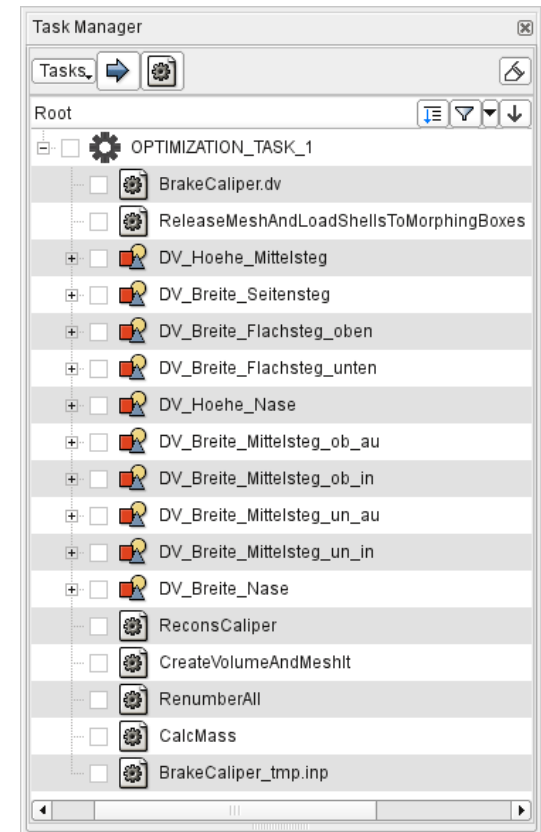 Task Manager
Tasks
Root
OPTIMIZATION_TASK_1
BrakeCaliper.dv
ReleaseMeshAndLoadShellsToMorphingBoxes
DV_Hoehe_Mittelsteg
DV_Breite_Seitensteg
DV_Breite_Flachsteg_oben
DV_Breite_Flachsteg_unten
DV_Hoehe_Nase
DV_Breite_Mittelsteg_ob_au
DV_Breite_Mittelsteg_ob_in
DV_Breite_Mittelsteg_un_au
DV_Breite_Mittelsteg_un_in
DV_Breite_Nase
ReconsCaliper
CreateVolumeAndMeshIt
RenumberAll
CalcMass
BrakeCaliper_tmp.inp